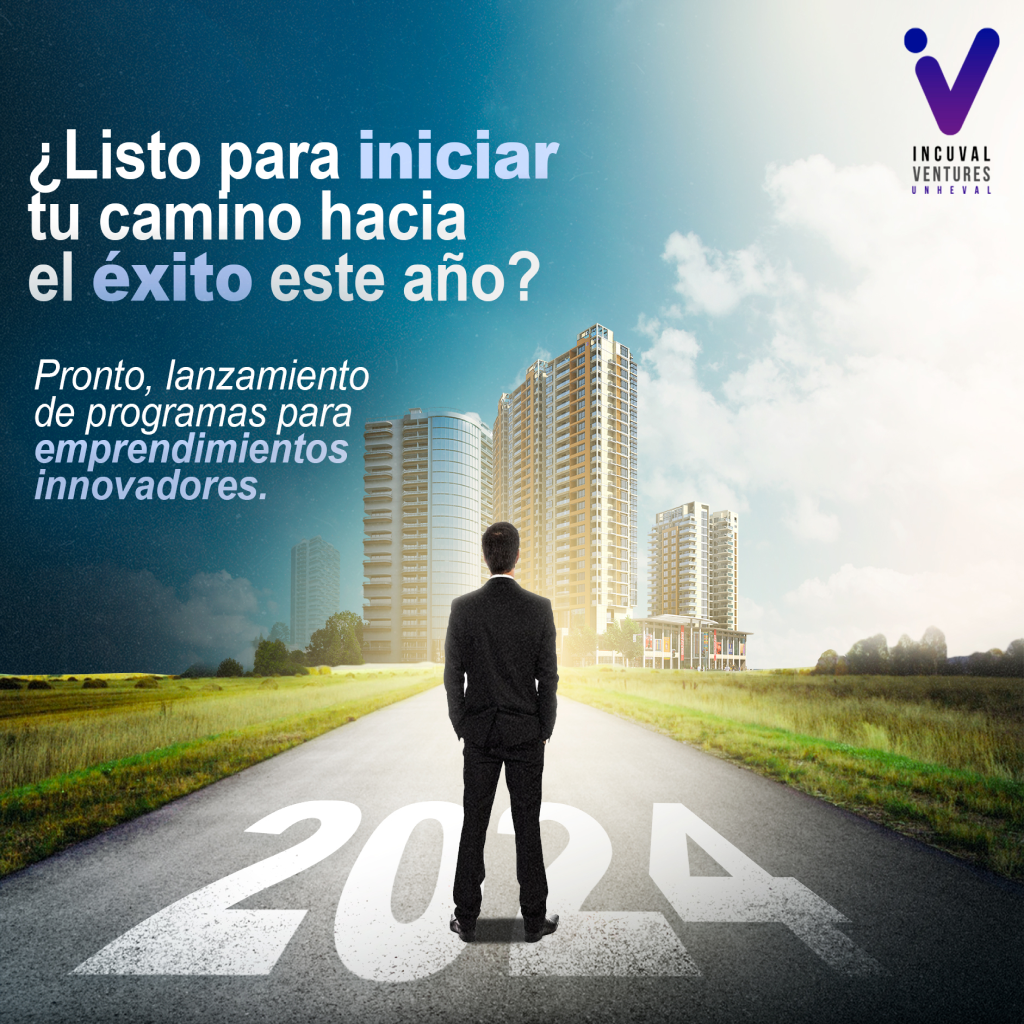 INCUVAL
VENTURES
UNHEVAL
¿Listo para iniciar
tu camino hacia
el éxito este año?
Pronto, lanzamiento
de programas para
emprendimientos
innovadores.
2024